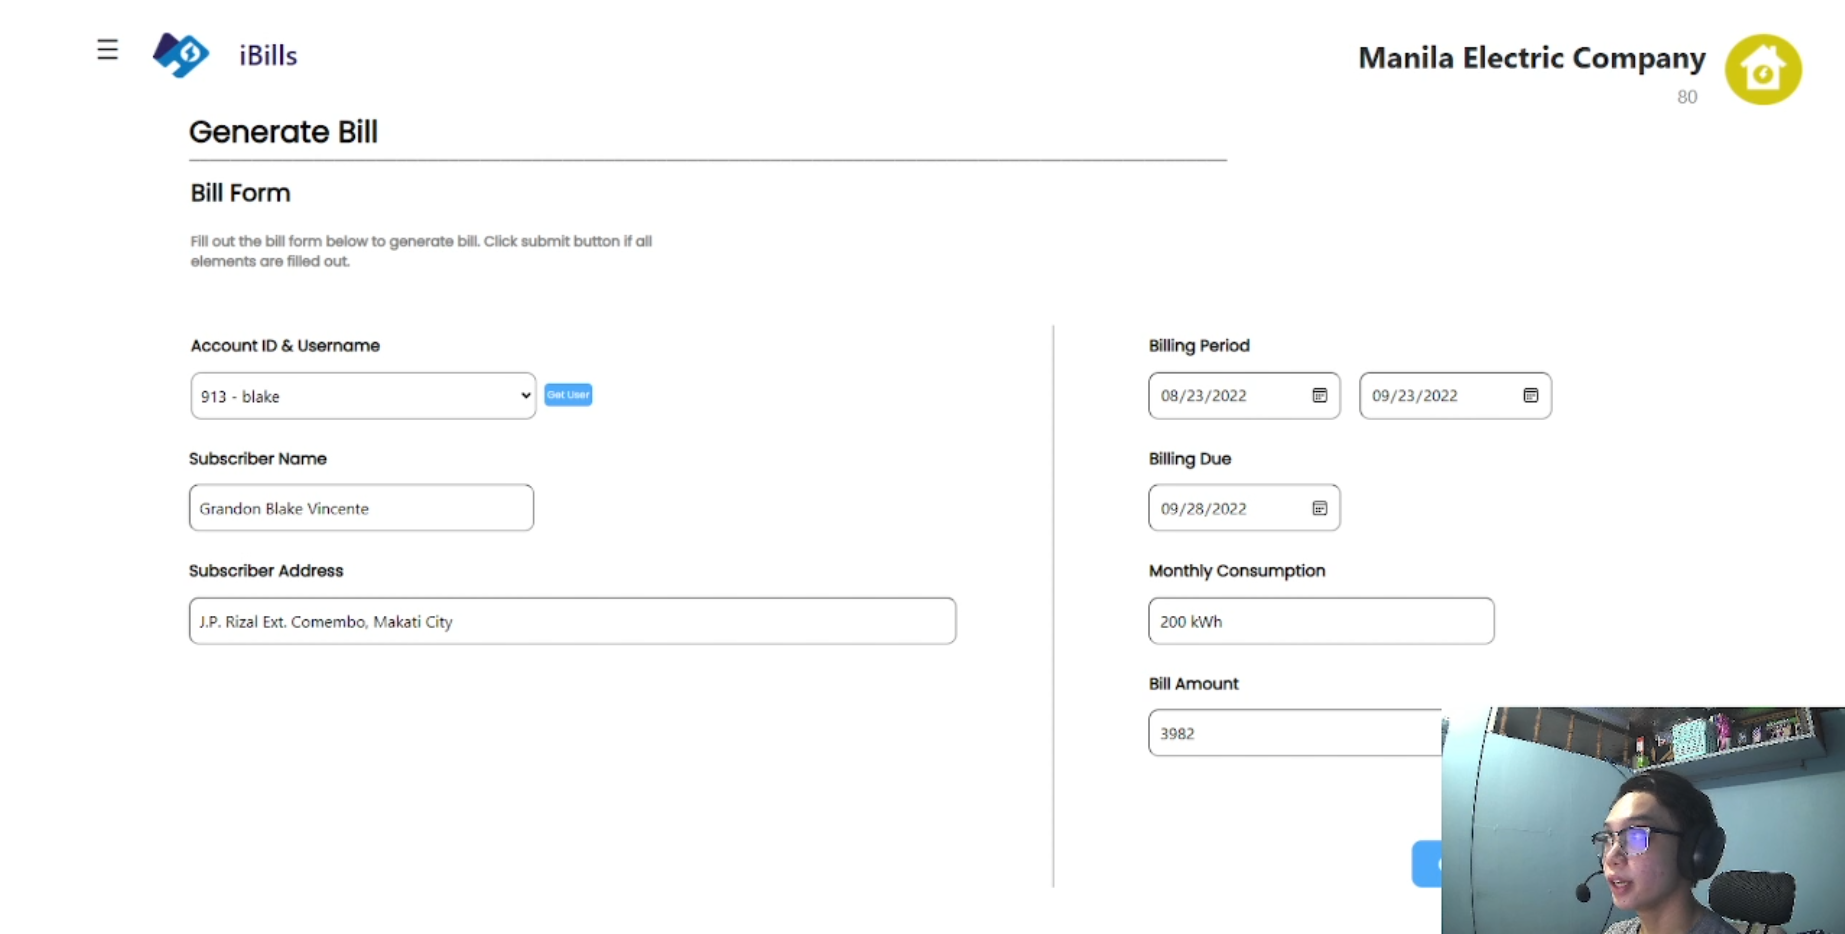 iBills
Manila Electric Company
80
Generate Bill
Bill Form
Fill out the bill form below to generate bill. Click submit button if all
elements are filled out.
Account ID & Username
913 - blake
Get User
Subscriber Name
Grandon Blake Vincente
Subscriber Address
J.P. Rizal Ext. Comembo, Makati City
Billing Period
08/23/2022
09/23/2022
Billing Due
09/28/2022
Monthly Consumption
200 kWh
Bill Amount
3982